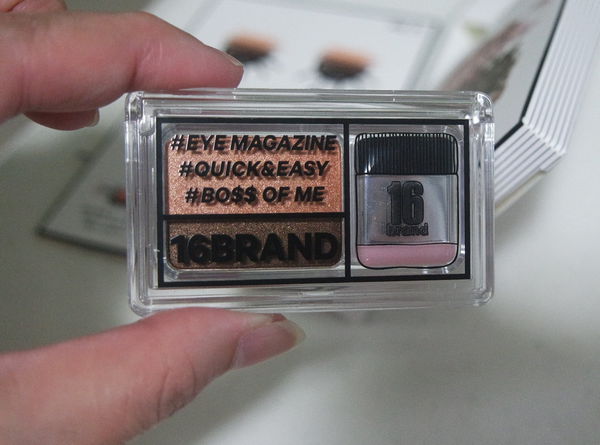 #EYE MAGAZINE
#QUICK&EASY
#BO$$ OF ME
16BRAND
16
brand